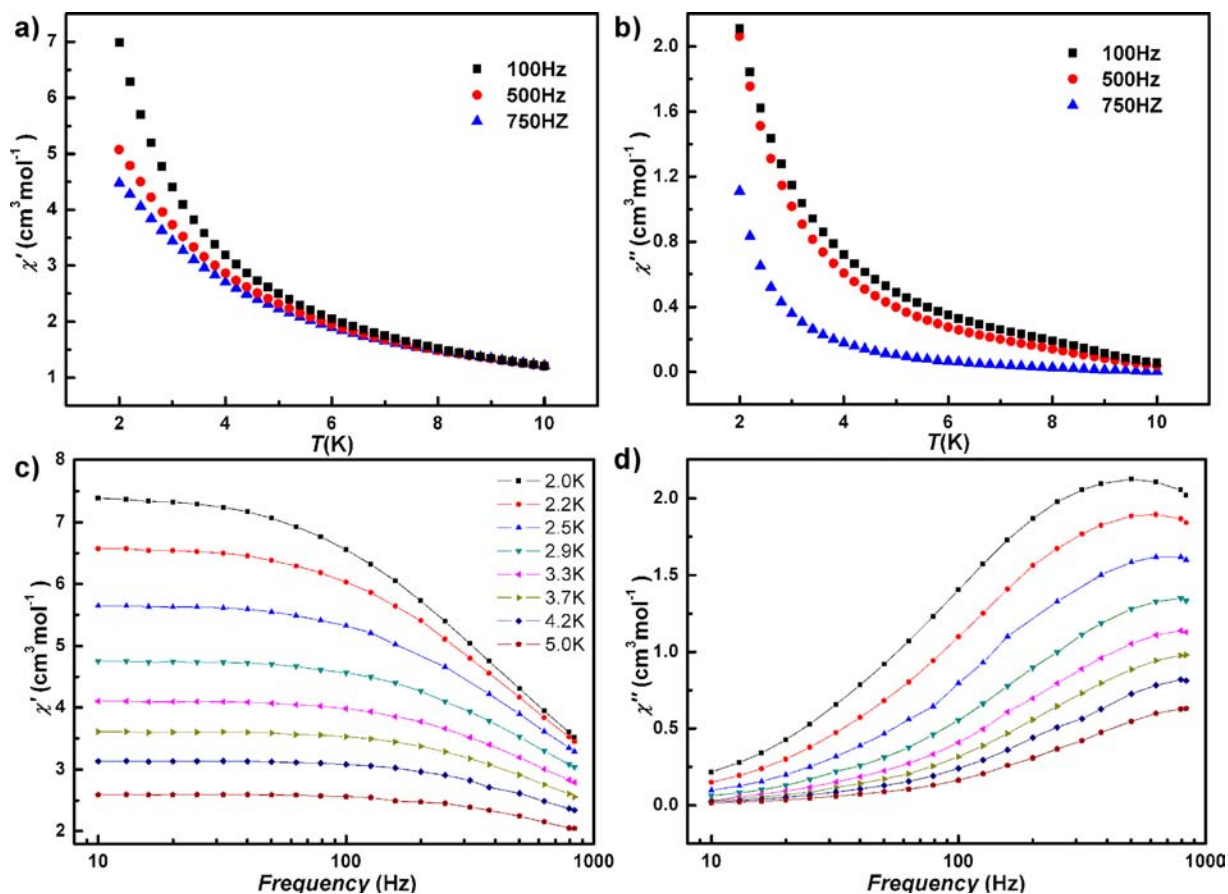 a)
7
6
5
4
3
2
1
χ′ (cm³mol⁻¹)
100Hz
500Hz
750HZ
2 4 6 8 10
T(K)
b)
2.0
1.6
1.2
0.8
0.4
0.0
χ″ (cm³mol⁻¹)
100Hz
500Hz
750HZ
2 4 6 8 10
T(K)
c)
8
7
6
5
4
3
2
χ′ (cm³mol⁻¹)
2.0K
2.2K
2.5K
2.9K
3.3K
3.7K
4.2K
5.0K
10 100 1000
Frequency (Hz)
d)
2.0
1.5
1.0
0.5
0.0
χ″ (cm³mol⁻¹)
10 100 1000
Frequency (Hz)